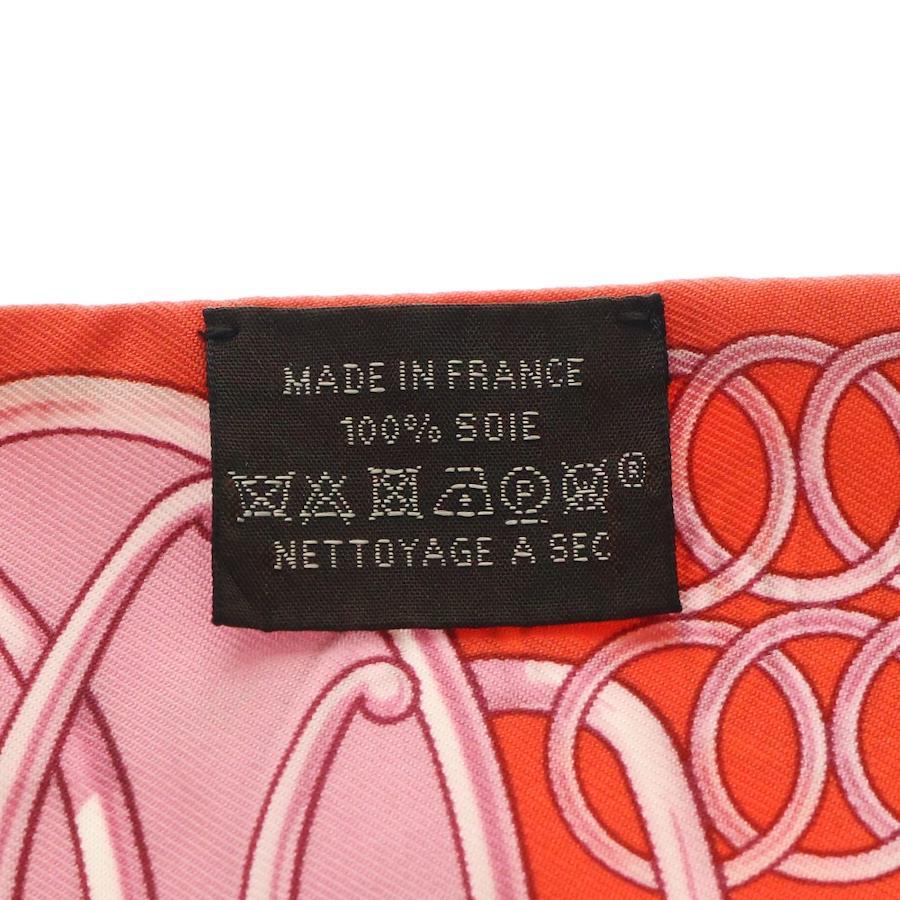 MADE IN FRANCE
100% SOIE
P W ®
NETTOYAGE A SEC